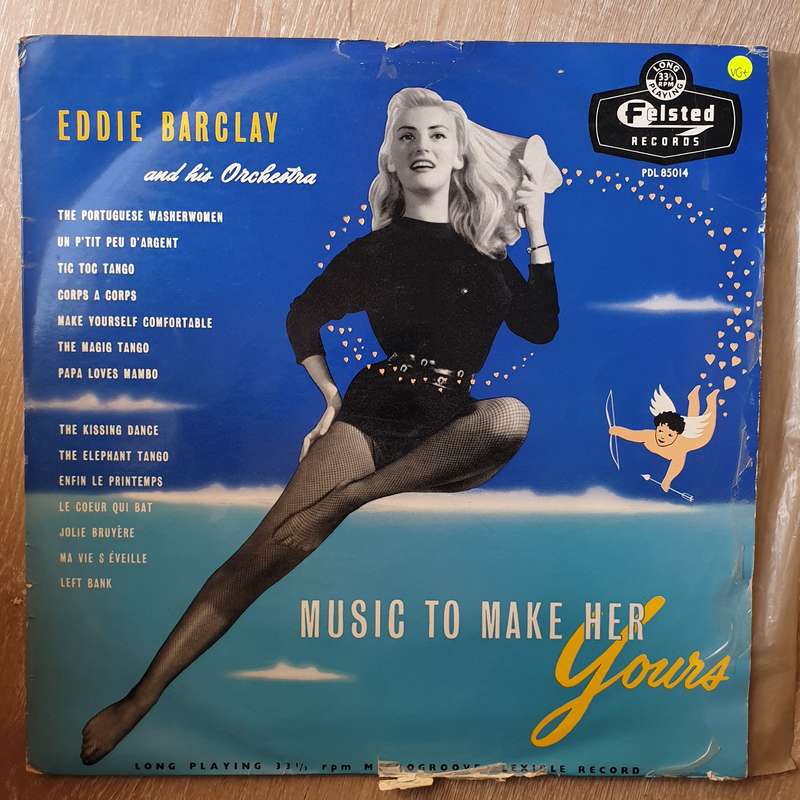 EDDIE BARCLAY
and his Orchestra
THE PORTUGUESE WASHERWOMEN
UN P'TIT PEU D'ARGENT
TIC TOC TANGO
CORPS A CORPS
MAKE YOURSELF COMFORTABLE
THE MAGIG TANGO
PAPA LOVES MAMBO
THE KISSING DANCE
THE ELEPHANT TANGO
ENFIN LE PRINTEMPS
LE COEUR QUI BAT
JOLIE BRUYÈRE
MA VIE S ÉVEILLE
LEFT BANK
LONG
33⅓
RPM
PLAYING
Felsted
RECORDS
PDL 85014
VG+
MUSIC TO MAKE HER
Yours
LONG PLAYING 33⅓ rpm RECORD